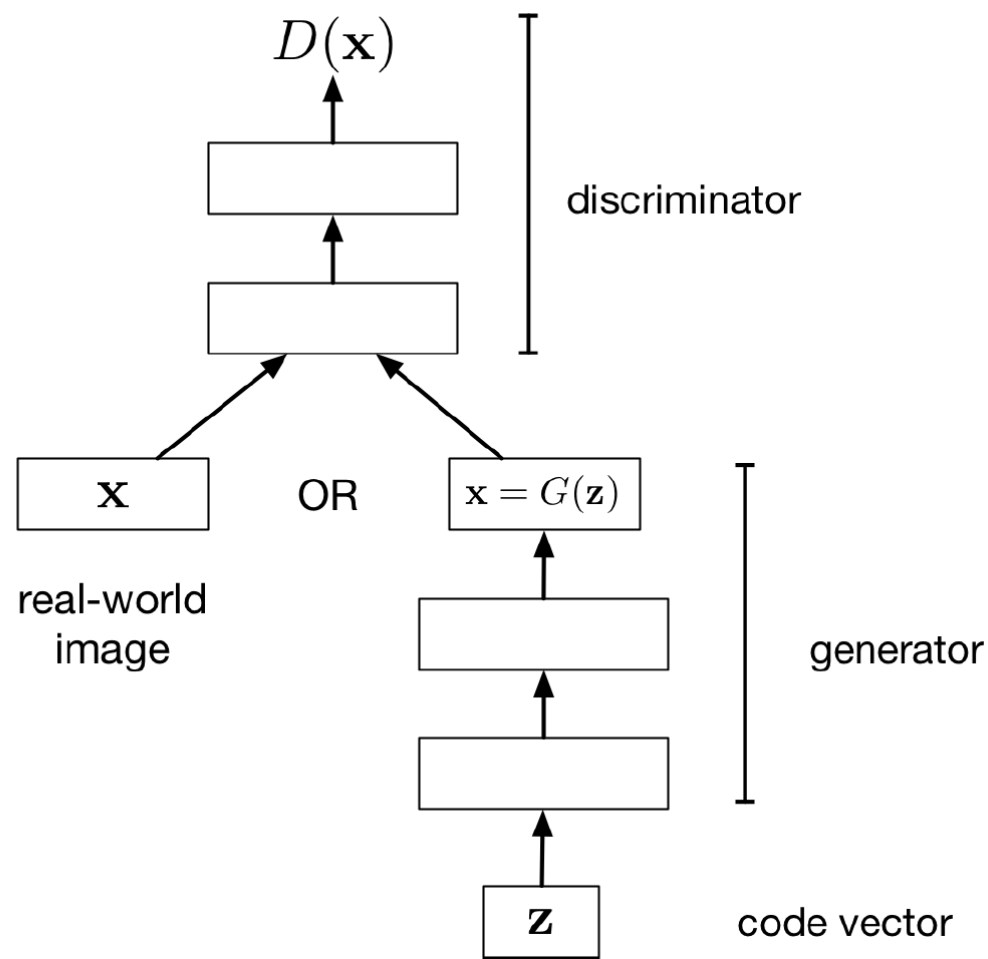 D(x)
discriminator
x
OR
x = G(z)
real-world
image
generator
z
code vector